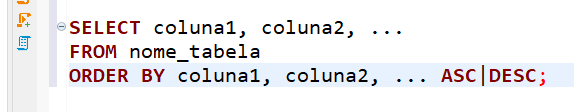 SELECT coluna1, coluna2, ...
FROM nome_tabela
ORDER BY coluna1, coluna2, ... ASC|DESC;